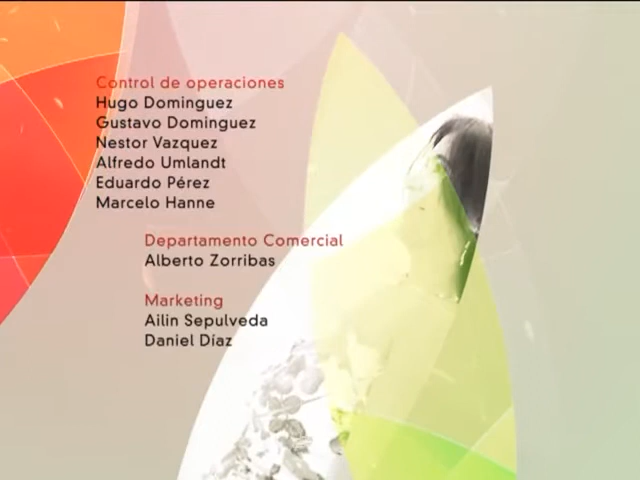 Control de operaciones
Hugo Dominguez
Gustavo Dominguez
Nestor Vazquez
Alfredo Umlandt
Eduardo Pérez
Marcelo Hanne
Departamento Comercial
Alberto Zorribas
Marketing
Ailin Sepulveda
Daniel Díaz